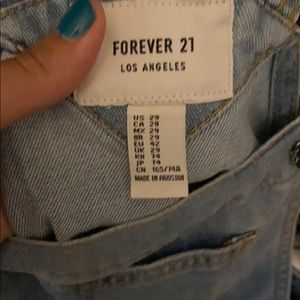 FOREVER 21
LOS ANGELES
US 29
CA 29
MX 29
BR 29
EU 42
UK 29
KN 74
JP 74
CN 165/74A
MADE IN PAKISTAN